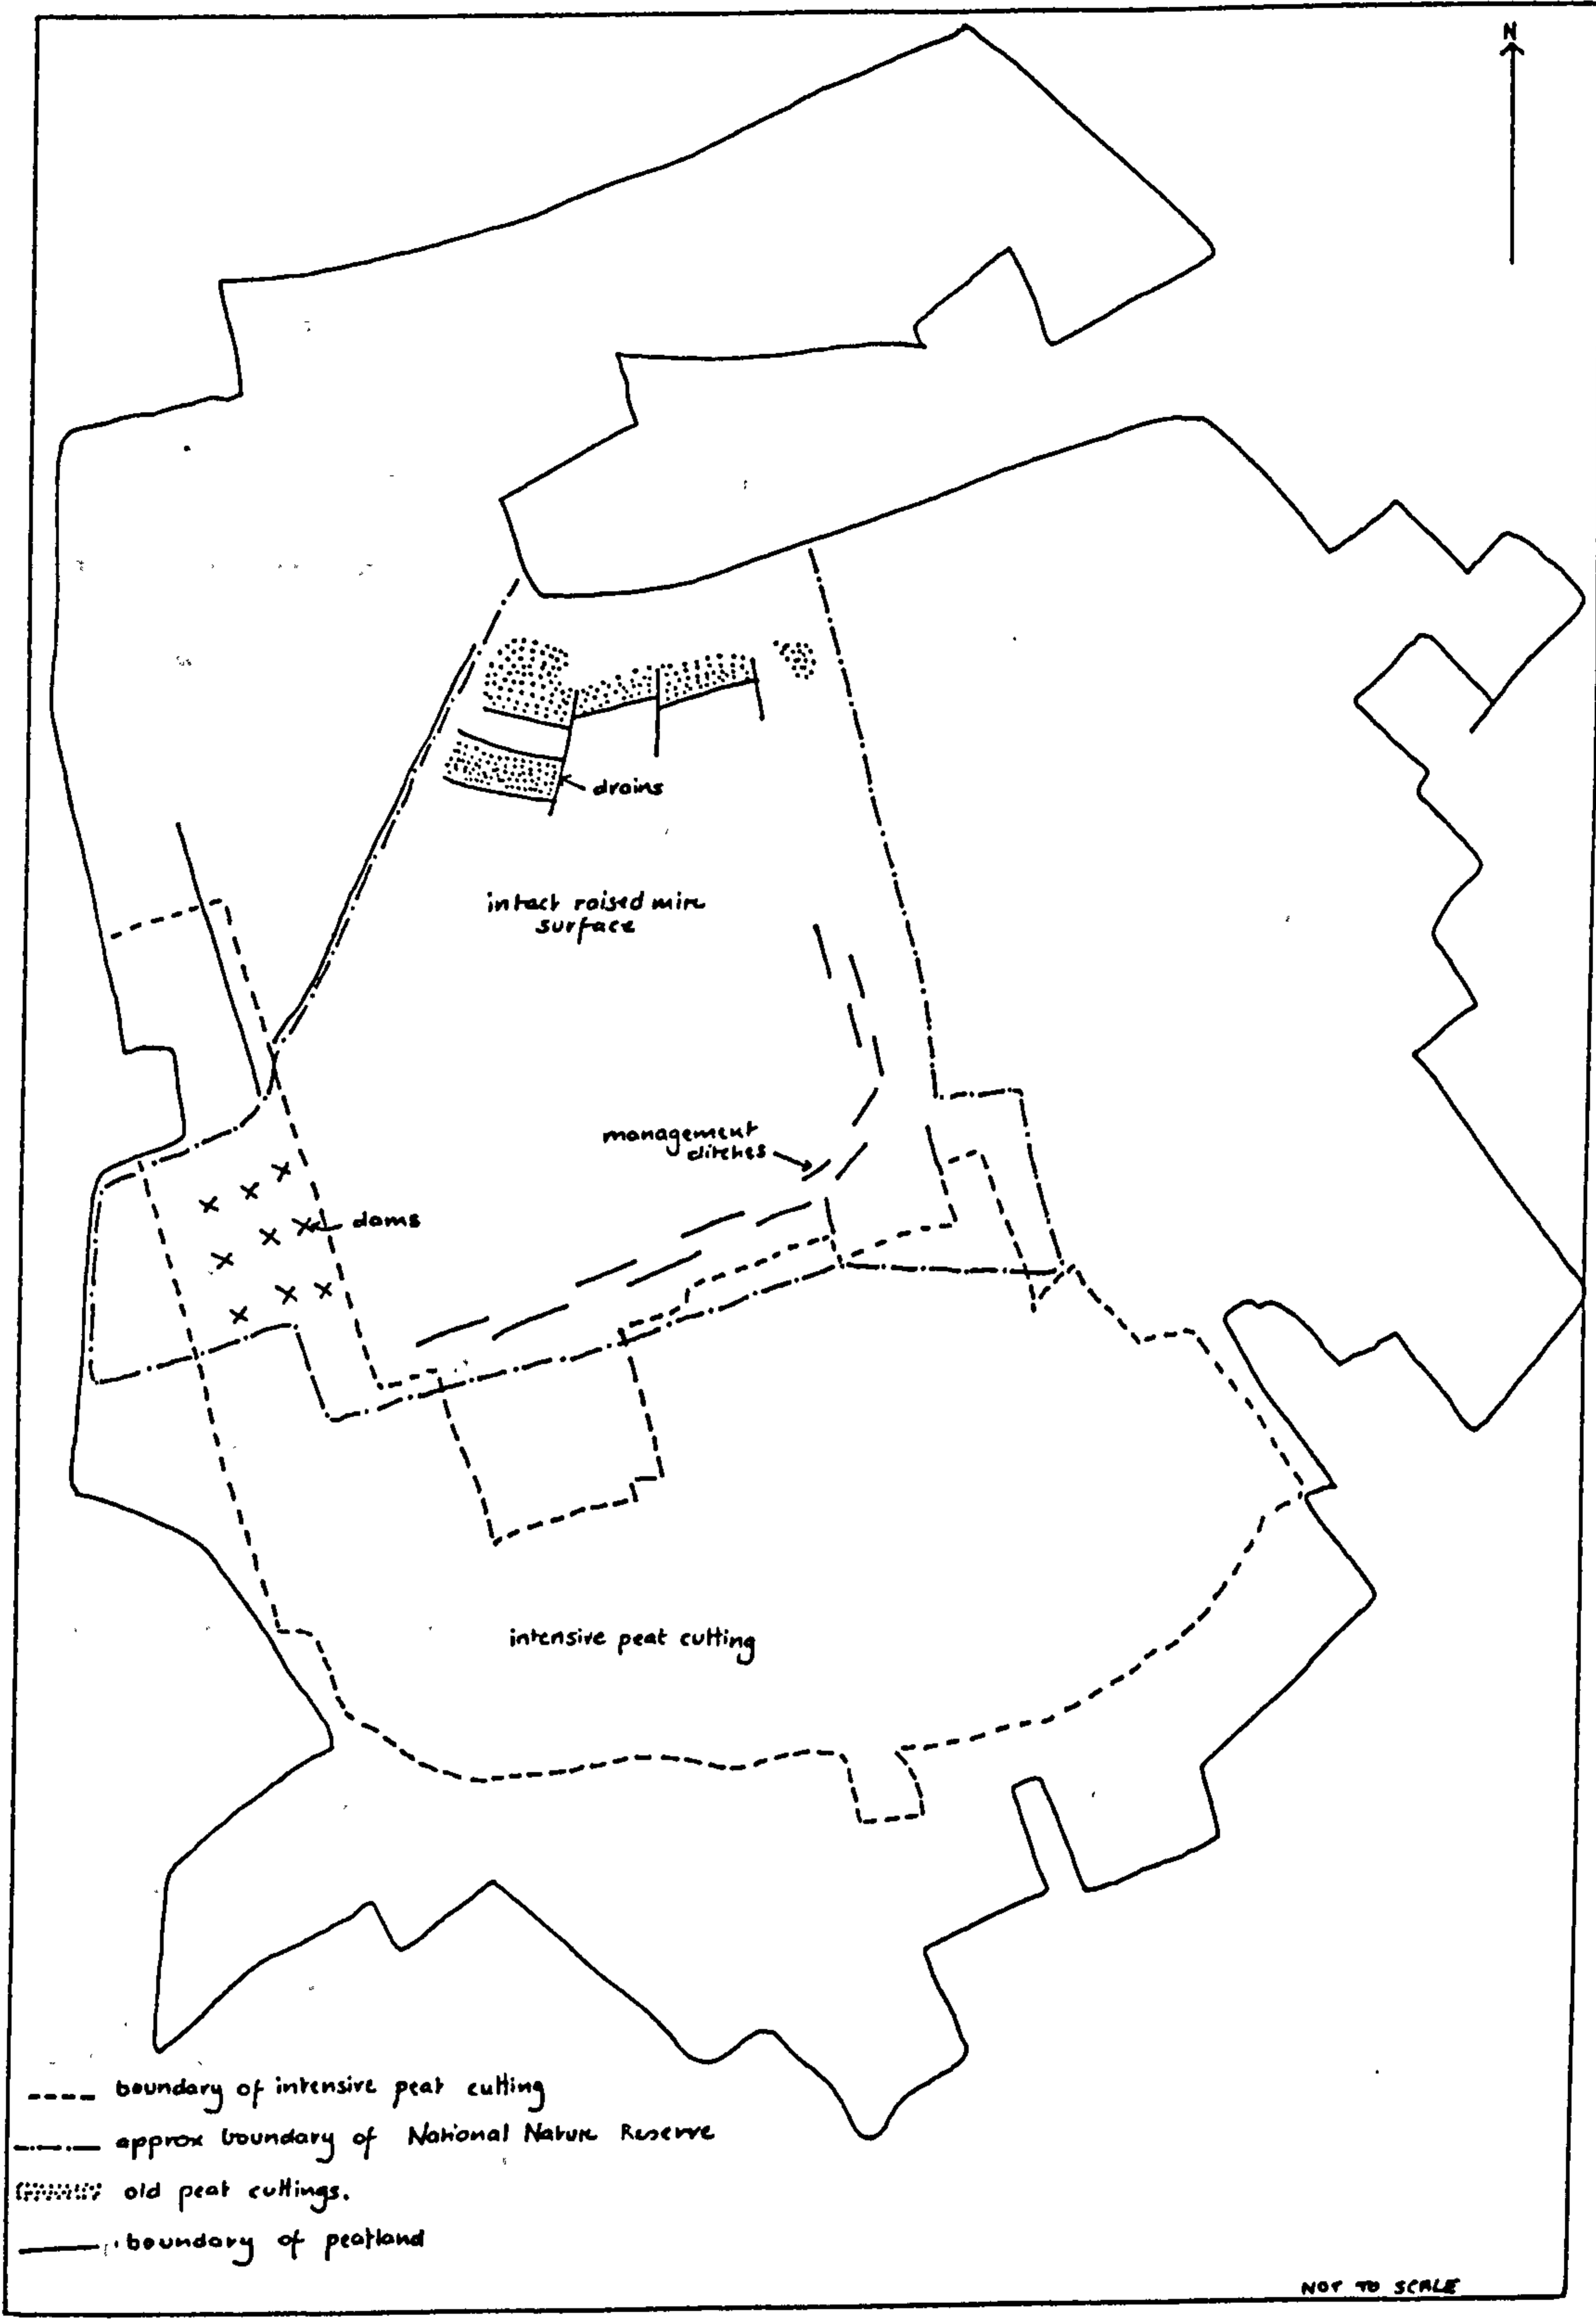 N
drains
intact raised mire
surface
management
ditches
dams
intensive peat cutting
boundary of intensive peat cutting
approx boundary of National Nature Reserve
old peat cuttings.
boundary of peatland
NOT TO SCALE